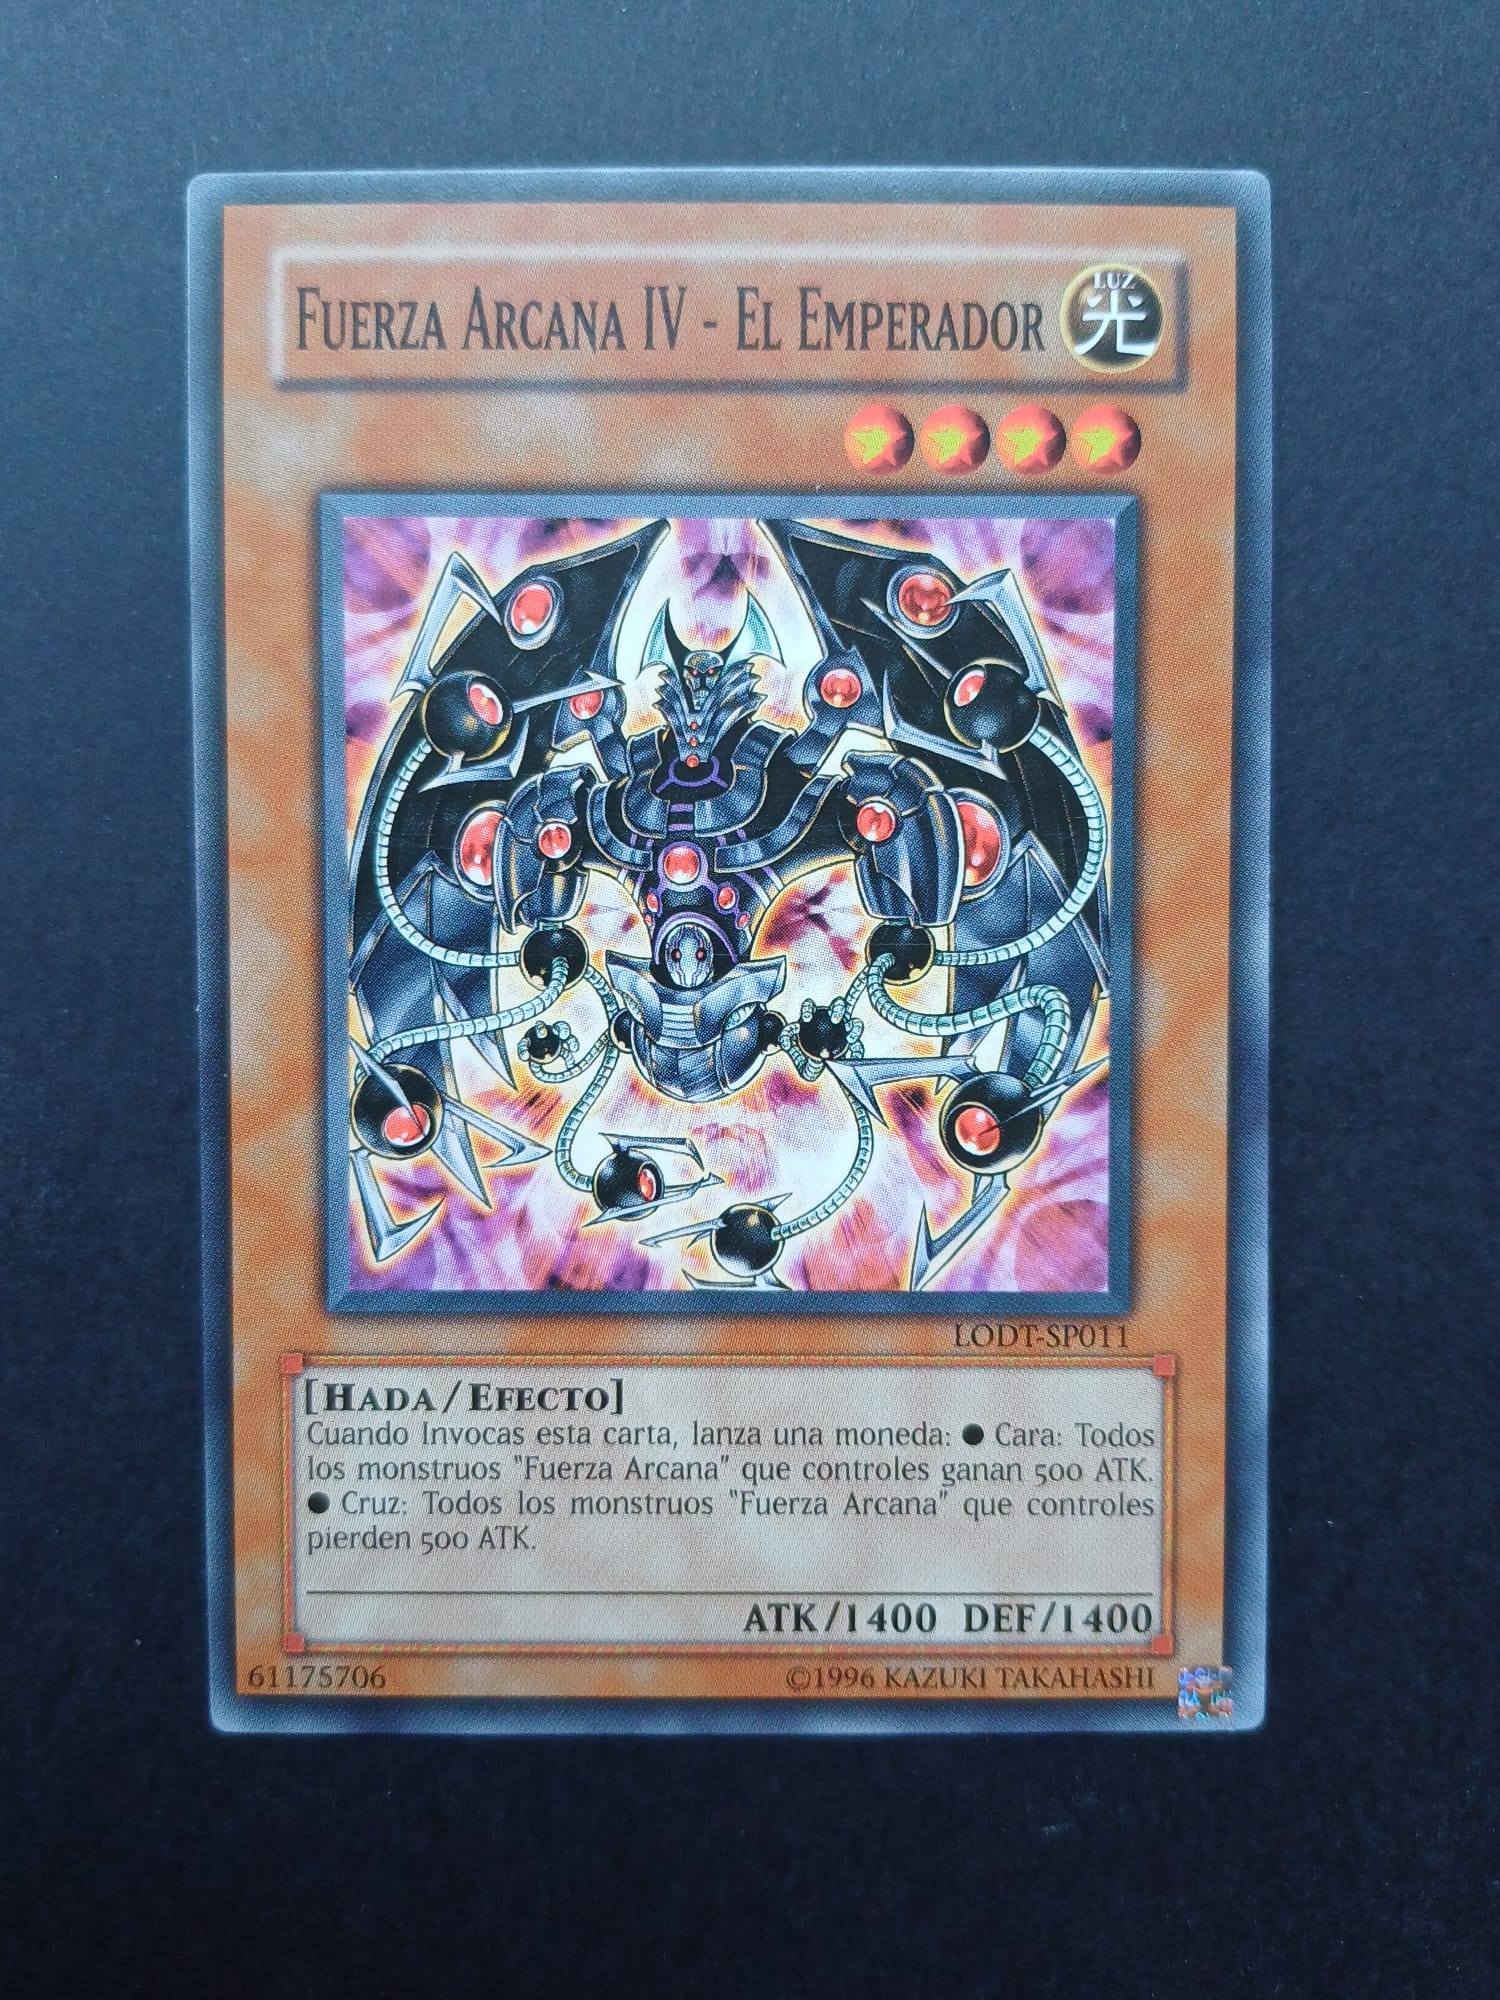 Fuerza Arcana IV - El Emperador
LUZ
光
LODT-SP011
[Hada/Efecto]
Cuando Invocas esta carta, lanza una moneda: ● Cara: Todos
los monstruos "Fuerza Arcana" que controles ganan 500 ATK.
● Cruz: Todos los monstruos "Fuerza Arcana" que controles
pierden 500 ATK.
ATK/1400 DEF/1400
61175706
©1996 KAZUKI TAKAHASHI